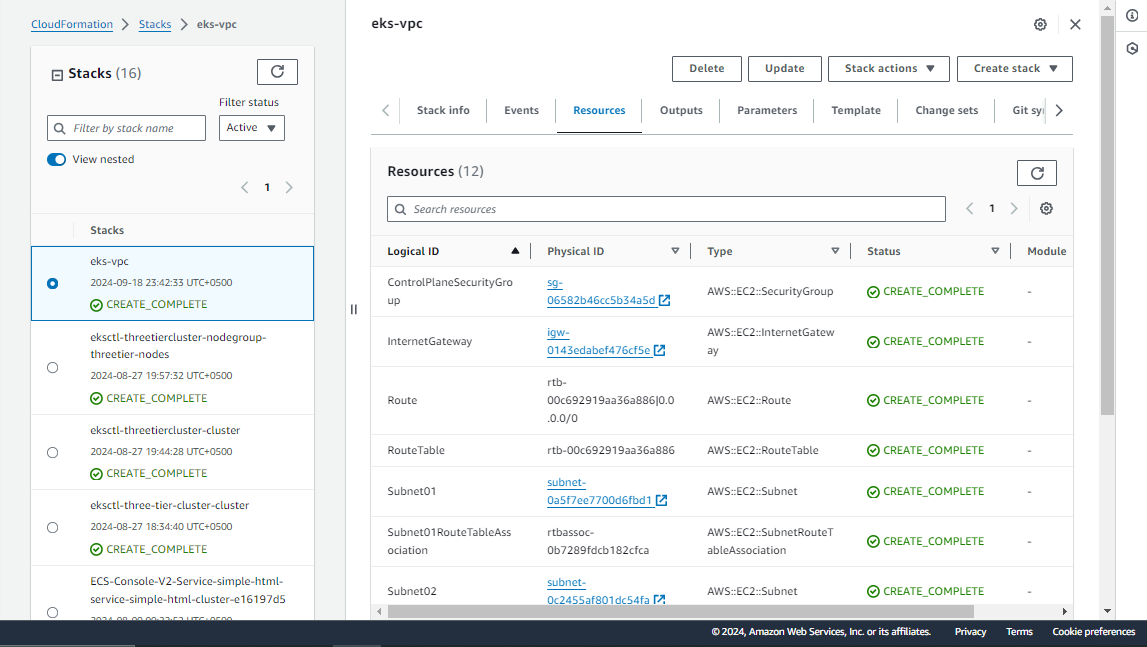 CloudFormation > Stacks > eks-vpc
Stacks (16)
Filter status
Filter by stack name
Active
View nested
1
Stacks
eks-vpc
2024-09-18 23:42:33 UTC+0500
CREATE_COMPLETE
eksctl-threetiercluster-nodegroup-
threetier-nodes
2024-08-27 19:57:32 UTC+0500
CREATE_COMPLETE
eksctl-threetiercluster-cluster
2024-08-27 19:44:28 UTC+0500
CREATE_COMPLETE
eksctl-three-tier-cluster-cluster
2024-08-27 18:34:40 UTC+0500
CREATE_COMPLETE
ECS-Console-V2-Service-simple-html-
service-simple-html-cluster-e16197d5
eks-vpc
Delete Update Stack actions Create stack
Stack info Events Resources Outputs Parameters Template Change sets Git sy
Resources (12)
Search resources
1
Logical ID Physical ID Type Status Module
ControlPlaneSecurityGro
up
sg-
06582b46cc5b34a5d
AWS::EC2::SecurityGroup
CREATE_COMPLETE
-
InternetGateway
igw-
0143edabef476cf5e
AWS::EC2::InternetGatew
ay
CREATE_COMPLETE
-
Route
rtb-
00c692919aa36a886|0.0
.0.0/0
AWS::EC2::Route
CREATE_COMPLETE
-
RouteTable
rtb-00c692919aa36a886
AWS::EC2::RouteTable
CREATE_COMPLETE
-
Subnet01
subnet-
0a5f7ee7700d6fbd1
AWS::EC2::Subnet
CREATE_COMPLETE
-
Subnet01RouteTableAss
ociation
rtbassoc-
0b7289fdcb182cfca
AWS::EC2::SubnetRouteT
ableAssociation
CREATE_COMPLETE
-
Subnet02
subnet-
0c2455af801dc54fa
AWS::EC2::Subnet
CREATE_COMPLETE
-
© 2024, Amazon Web Services, Inc. or its affiliates. Privacy Terms Cookie preferences